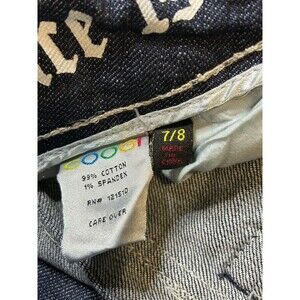 COOGI
99% COTTON
1% SPANDEX
RN# 121510
CARE OVER
7/8
MADE
IN
CHINA